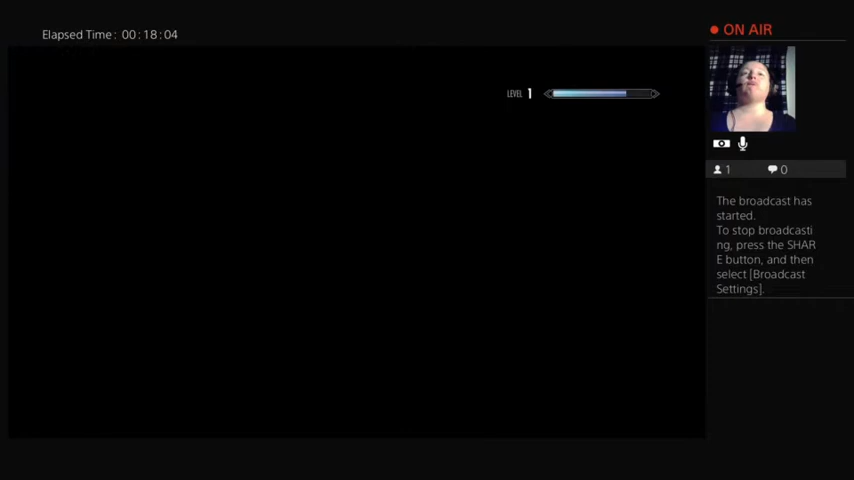 Elapsed Time: 00:18:04
ON AIR
LEVEL 1
1
0
The broadcast has
started.
To stop broadcasti
ng, press the SHAR
E button, and then
select [Broadcast
Settings].